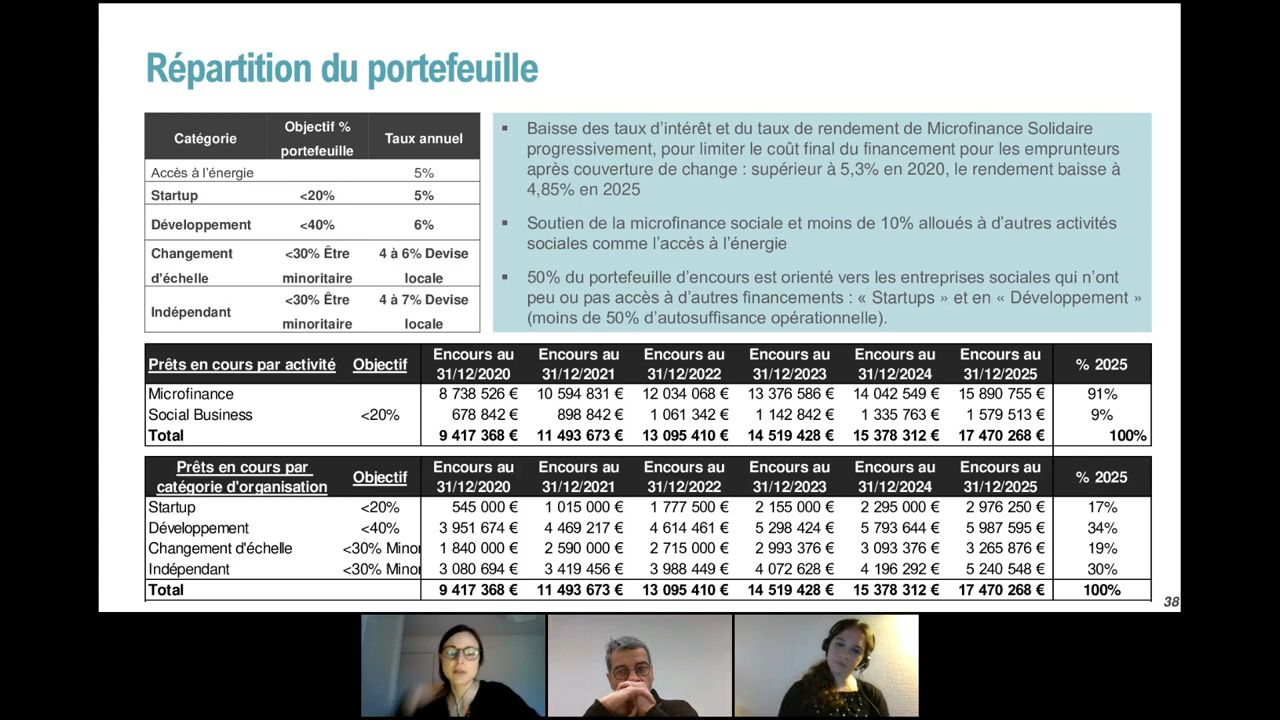 Répartition du portefeuille
Catégorie Objectif % portefeuille Taux annuel
Accès à l'énergie 5%
Startup <20% 5%
Développement <40% 6%
Changement d'échelle <30% Être minoritaire 4 à 6% Devise locale
Indépendant <30% Être minoritaire 4 à 7% Devise locale
▪ Baisse des taux d'intérêt et du taux de rendement de Microfinance Solidaire
progressivement, pour limiter le coût final du financement pour les emprunteurs
après couverture de change : supérieur à 5,3% en 2020, le rendement baisse à
4,85% en 2025
▪ Soutien de la microfinance sociale et moins de 10% alloués à d'autres activités
sociales comme l'accès à l'énergie
▪ 50% du portefeuille d'encours est orienté vers les entreprises sociales qui n'ont
peu ou pas accès à d'autres financements : « Startups » et en « Développement »
(moins de 50% d'autosuffisance opérationnelle).
Prêts en cours par activité Objectif Encours au 31/12/2020 Encours au 31/12/2021 Encours au 31/12/2022 Encours au 31/12/2023 Encours au 31/12/2024 Encours au 31/12/2025 % 2025
Microfinance 8 738 526 € 10 594 831 € 12 034 068 € 13 376 586 € 14 042 549 € 15 890 755 € 91%
Social Business <20% 678 842 € 898 842 € 1 061 342 € 1 142 842 € 1 335 763 € 1 579 513 € 9%
Total 9 417 368 € 11 493 673 € 13 095 410 € 14 519 428 € 15 378 312 € 17 470 268 € 100%
Prêts en cours par catégorie d'organisation Objectif Encours au 31/12/2020 Encours au 31/12/2021 Encours au 31/12/2022 Encours au 31/12/2023 Encours au 31/12/2024 Encours au 31/12/2025 % 2025
Startup <20% 545 000 € 1 015 000 € 1 777 500 € 2 155 000 € 2 295 000 € 2 976 250 € 17%
Développement <40% 3 951 674 € 4 469 217 € 4 614 461 € 5 298 424 € 5 793 644 € 5 987 595 € 34%
Changement d'échelle <30% Minor 1 840 000 € 2 590 000 € 2 715 000 € 2 993 376 € 3 093 376 € 3 265 876 € 19%
Indépendant <30% Minor 3 080 694 € 3 419 456 € 3 988 449 € 4 072 628 € 4 196 292 € 5 240 548 € 30%
Total 9 417 368 € 11 493 673 € 13 095 410 € 14 519 428 € 15 378 312 € 17 470 268 € 100%
38